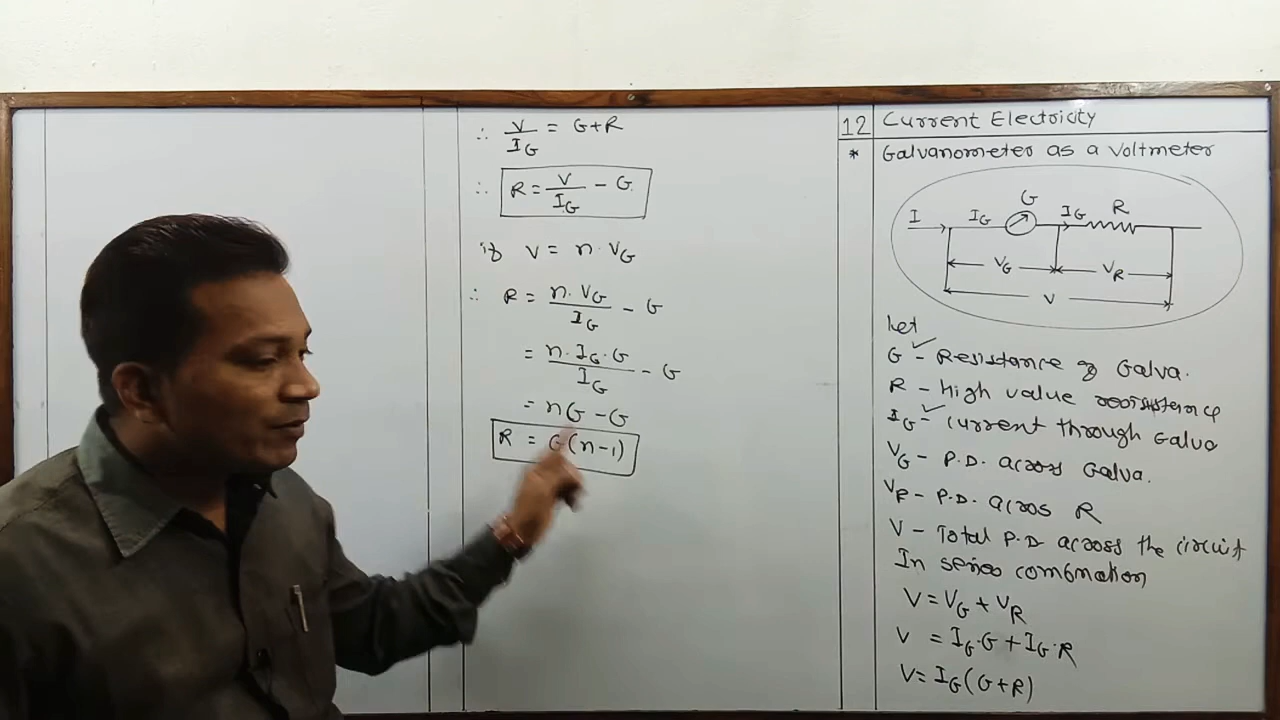 12 Current Electricity
* Galvanometer as a Voltmeter
I I_G G I_G R
V_G V_R
V
Let
G - Resistance of Galva.
R - High value resistence
I_G - Current through Galva
V_G - P.D. across Galva.
V_R - P.D. across R
V - Total P.D across the circuit
In series combination
V = V_G + V_R
V = I_G·G + I_G·R
V = I_G (G+R)
∴ V/I_G = G+R
∴ R = V/I_G - G
if V = n·V_G
∴ R = n·V_G/I_G - G
= n·I_G·G/I_G - G
= nG - G
R = G(n-1)